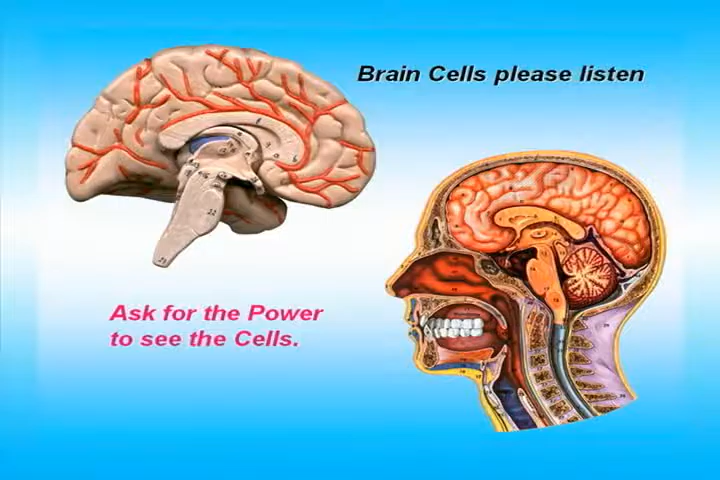 Brain Cells please listen
Ask for the Power
to see the Cells.